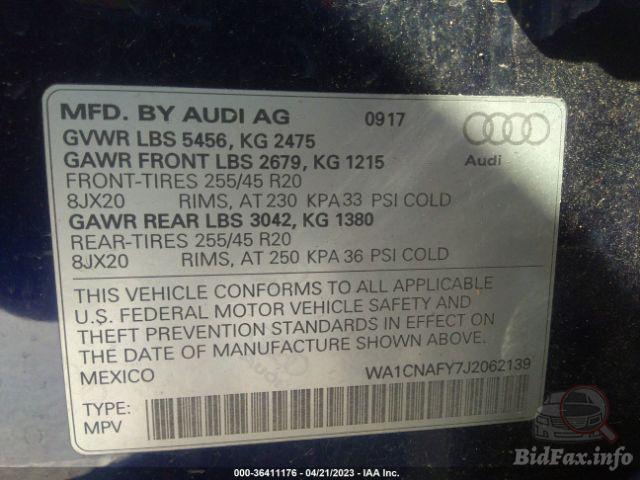 MFD. BY AUDI AG 0917
GVWR LBS 5456, KG 2475
GAWR FRONT LBS 2679, KG 1215
Audi
FRONT-TIRES 255/45 R20
8JX20 RIMS, AT 230 KPA 33 PSI COLD
GAWR REAR LBS 3042, KG 1380
REAR-TIRES 255/45 R20
8JX20 RIMS, AT 250 KPA 36 PSI COLD
THIS VEHICLE CONFORMS TO ALL APPLICABLE
U.S. FEDERAL MOTOR VEHICLE SAFETY AND
THEFT PREVENTION STANDARDS IN EFFECT ON
THE DATE OF MANUFACTURE SHOWN ABOVE.
MEXICO WA1CNAFY7J2062139
TYPE:
MPV
BidFax.info
000-36411176 - 04/21/2023 - IAA Inc.